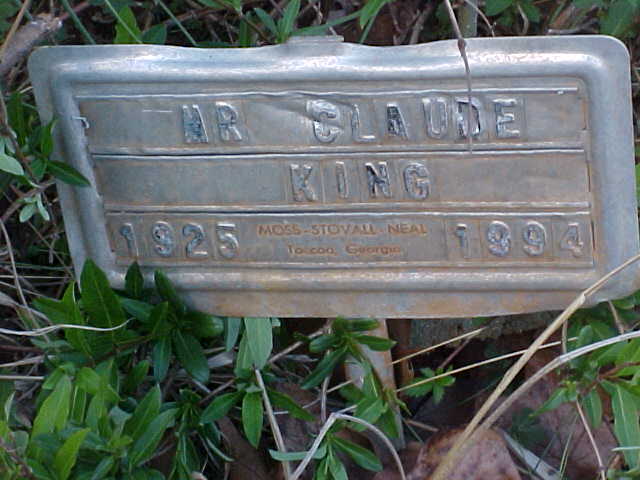 MR CLAUDE
KING
1925 MOSS-STOVALL-NEAL 1994
Toccoa, Georgia